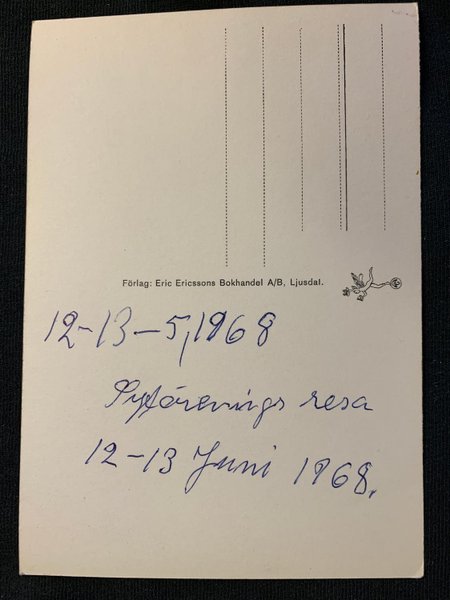 Förlag: Eric Ericssons Bokhandel A/B, Ljusdal.
12-13-5,1968
Syförenings resa
12-13 Juni 1968.